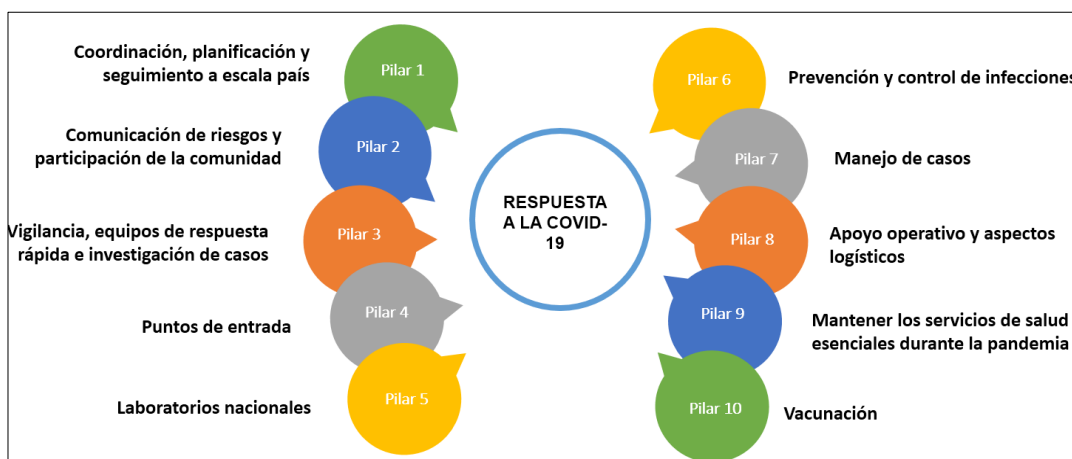 Coordinación, planificación y
seguimiento a escala país
Pilar 1
Comunicación de riesgos y
participación de la comunidad
Pilar 2
Vigilancia, equipos de respuesta
rápida e investigación de casos
Pilar 3
Puntos de entrada
Pilar 4
Laboratorios nacionales
Pilar 5
RESPUESTA
A LA COVID-
19
Pilar 6
Prevención y control de infecciones
Pilar 7
Manejo de casos
Pilar 8
Apoyo operativo y aspectos
logísticos
Pilar 9
Mantener los servicios de salud
esenciales durante la pandemia
Pilar 10
Vacunación